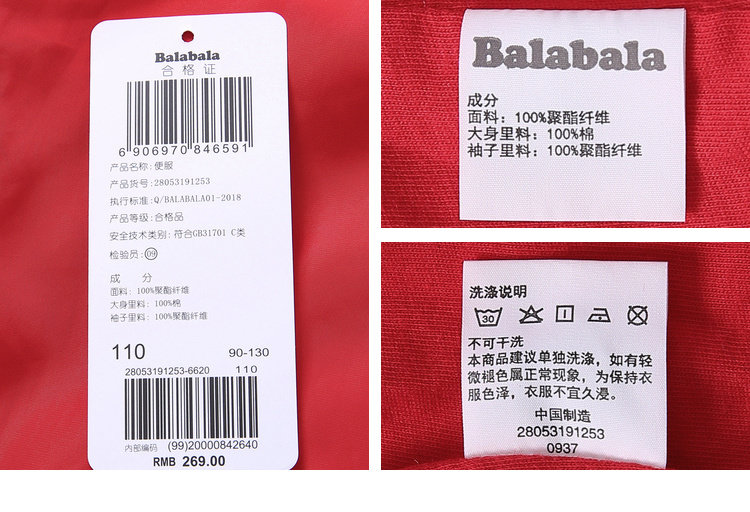 Balabala
合格证
6 906970 846591
产品名称: 便服
产品货号: 28053191253
执行标准: Q/BALABALA01-2018
产品等级: 合格品
安全技术类别: 符合GB31701 C类
检验员: 09
成 分
面料: 100%聚酯纤维
大身里料: 100%棉
袖子里料: 100%聚酯纤维
110 90-130
28053191253-6620 110
内部编码 (99)20000842640
RMB 269.00
Balabala
成分
面料: 100%聚酯纤维
大身里料: 100%棉
袖子里料: 100%聚酯纤维
洗涤说明
30
不可干洗
本商品建议单独洗涤, 如有轻
微褪色属正常现象, 为保持衣
服色泽, 衣服不宜久浸。
中国制造
28053191253
0937